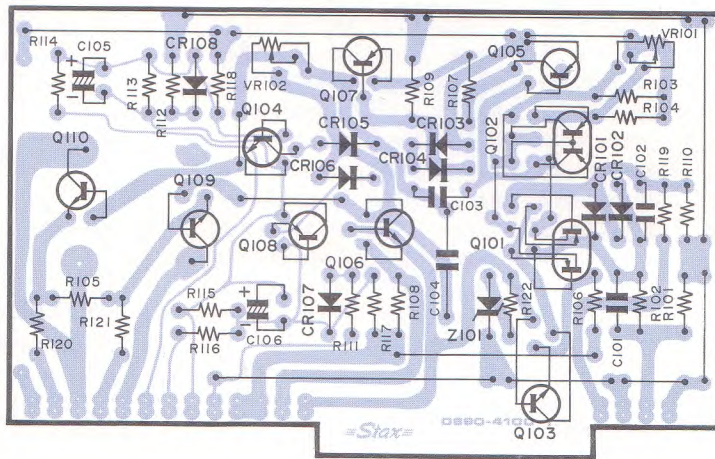 R114
C105
+
−
R113
R112
CR108
R118
Q104
VR102
Q107
R109
R107
Q105
VR101
R103
R104
Q102
CR105
CR106
CR103
CR104
C103
CR101
CR102
C102
R119
R110
Q110
Q109
Q108
Q106
C104
Q101
R105
R120
R121
R115
R116
+
−
C106
CR107
R111
R117
R108
Z101
R122
R106
C101
R102
R101
Q103
=Stax=